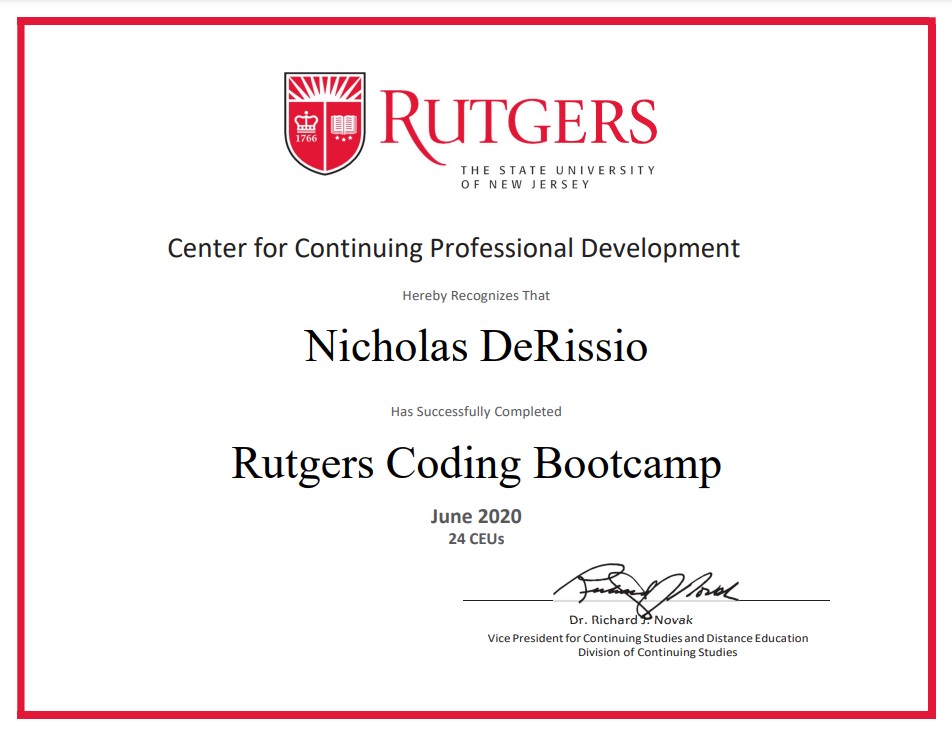 1766
RUTGERS
THE STATE UNIVERSITY
OF NEW JERSEY
Center for Continuing Professional Development
Hereby Recognizes That
Nicholas DeRissio
Has Successfully Completed
Rutgers Coding Bootcamp
June 2020
24 CEUs
Richard J. Novak
Dr. Richard J. Novak
Vice President for Continuing Studies and Distance Education
Division of Continuing Studies